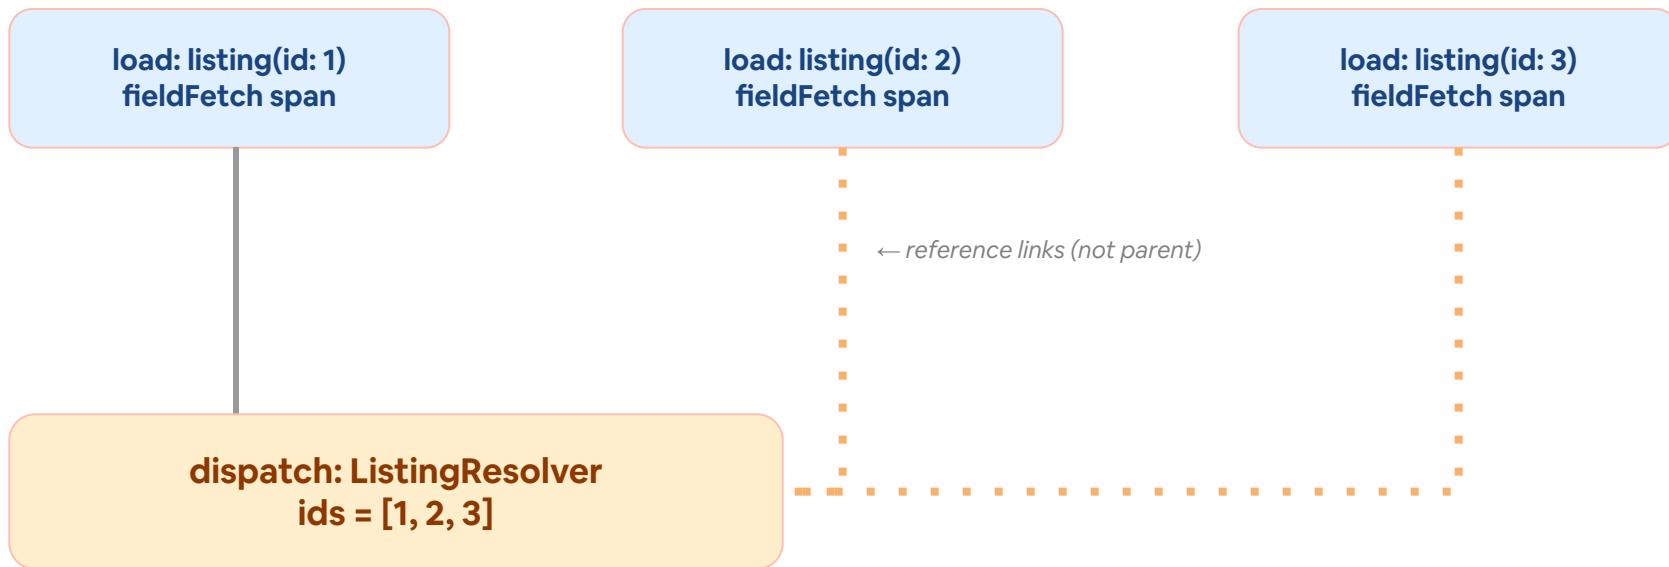 load: listing(id: 1)
fieldFetch span
load: listing(id: 2)
fieldFetch span
load: listing(id: 3)
fieldFetch span
← reference links (not parent)
dispatch: ListingResolver
ids = [1, 2, 3]